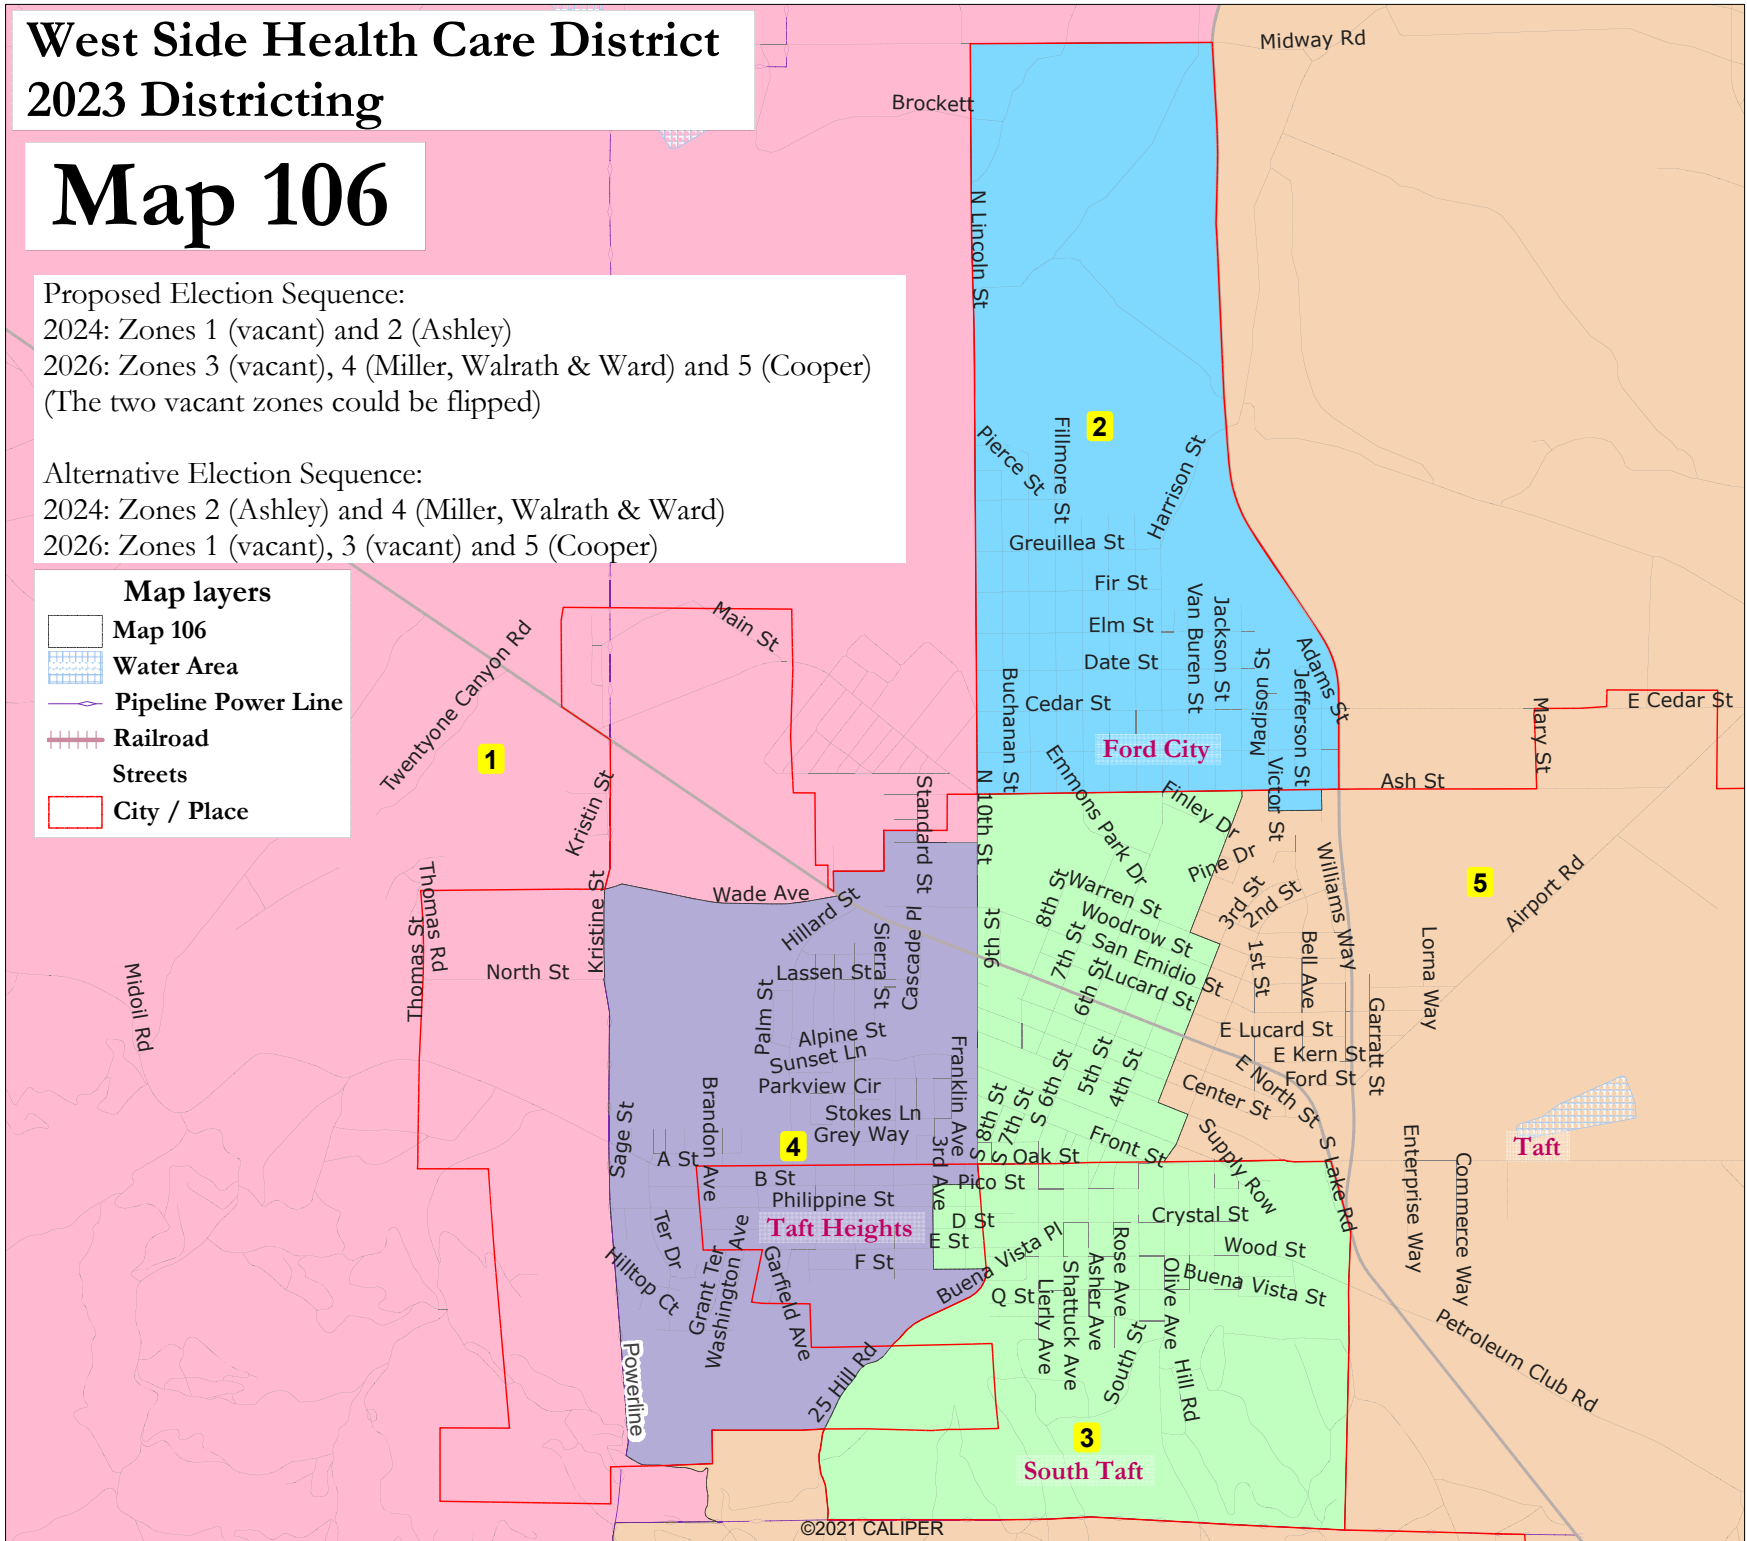 West Side Health Care District
2023 Districting
Map 106
Proposed Election Sequence:
2024: Zones 1 (vacant) and 2 (Ashley)
2026: Zones 3 (vacant), 4 (Miller, Walrath & Ward) and 5 (Cooper)
(The two vacant zones could be flipped)
Alternative Election Sequence:
2024: Zones 2 (Ashley) and 4 (Miller, Walrath & Ward)
2026: Zones 1 (vacant), 3 (vacant) and 5 (Cooper)
Map layers
Map 106
Water Area
Pipeline Power Line
Railroad
Streets
City / Place
Midway Rd
Brockett
N Lincoln St
2
Pierce St
Fillmore St
Harrison St
Greuillea St
Fir St
Van Buren St
Jackson St
Elm St
Date St
Madison St
Adams St
Jefferson St
Buchanan St
Cedar St
Ford City
Emmons Park Dr
Victor St
Finley Dr
Mary St
E Cedar St
Ash St
Main St
Twentyone Canyon Rd
1
Kristin St
Standard St
N 10th St
Pine Dr
Williams Way
5
Airport Rd
Thomas Rd
Thomas St
Kristine St
Wade Ave
Hillard St
8th St
Warren St
3rd St
2nd St
Woodrow St
San Emidio St
Lucard St
7th St
6th St
9th St
Sierra St
Cascade Pl
North St
Lassen St
Midoil Rd
Palm St
1st St
Bell Ave
Lorna Way
Garratt St
Alpine St
Sunset Ln
E Lucard St
E Kern St
Ford St
E North St
Franklin Ave
Parkview Cir
Stokes Ln
Grey Way
Brandon Ave
Sage St
4
S 8th St
S 7th St
S 6th St
5th St
4th St
Center St
Front St
Supply Row
S Lake Rd
Enterprise Way
Commerce Way
Taft
A St
3rd Ave
Oak St
B St
Pico St
Philippine St
Taft Heights
D St
E St
Crystal St
Wood St
Ter Dr
Hilltop Ct
Grant Ter
Washington Ave
Garfield Ave
F St
Buena Vista Pl
Q St
Lierly Ave
Shattuck Ave
Asher Ave
Rose Ave
Olive Ave
Buena Vista St
South St
Hill Rd
Petroleum Club Rd
Powerline
25 Hill Rd
3
South Taft
©2021 CALIPER